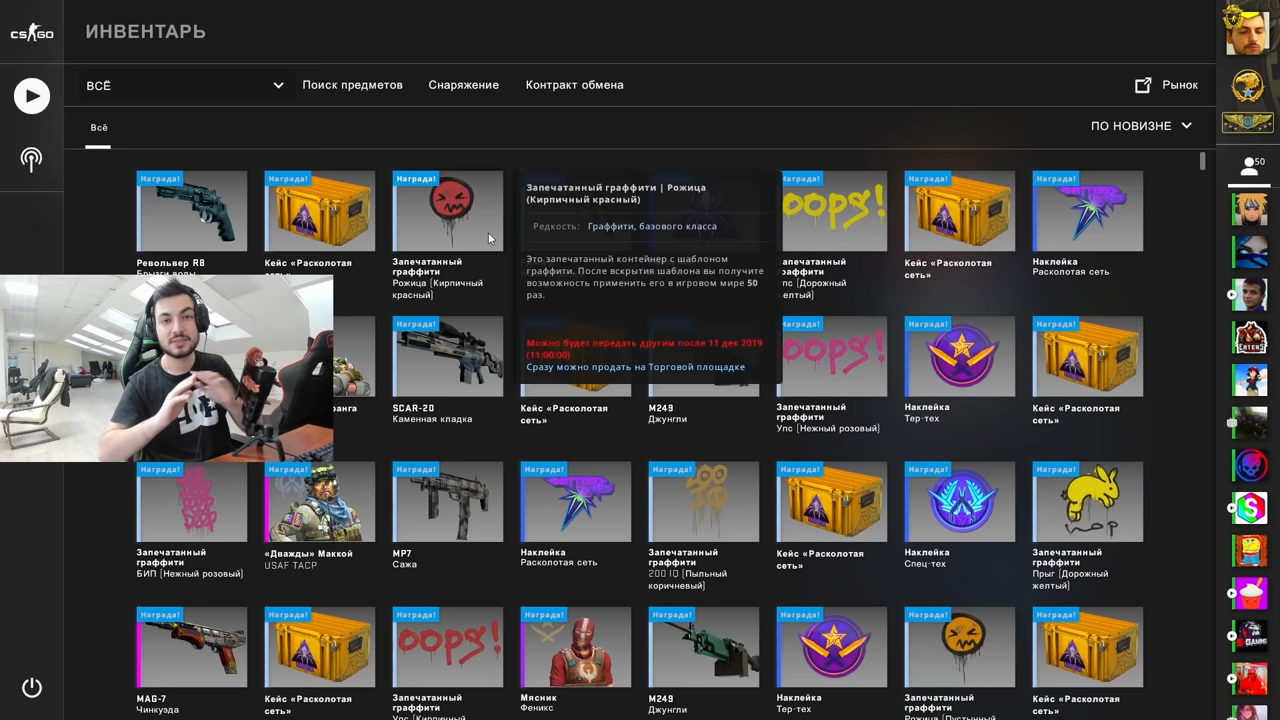 CS GO
ИНВЕНТАРЬ
ВСЁ
Поиск предметов
Снаряжение
Контракт обмена
Рынок
Всё
ПО НОВИЗНЕ
50
Награда!
Награда!
Награда!
Награда!
Награда!
Награда!
Револьвер R8
Брызги воды
Кейс «Расколотая
сеть»
Запечатанный
граффити
Рожица (Кирпичный
красный)
Запечатанный граффити | Рожица
(Кирпичный красный)
Редкость: Граффити, базового класса
Это запечатанный контейнер с шаблоном
граффити. После вскрытия шаблона вы получите
возможность применить его в игровом мире 50
раз.
Можно будет передать другим после 11 дек 2019
(11:00:00)
Сразу можно продать на Торговой площадке
OOPS!
граффити
Кейс «Расколотая
сеть»
Наклейка
Расколотая сеть
Награда!
Награда!
Награда!
Награда!
SCAR-20
Каменная кладка
Кейс «Расколотая
сеть»
M249
Джунгли
OOPS!
Запечатанный
граффити
Упс (Нежный розовый)
Наклейка
Тер-тех
Кейс «Расколотая
сеть»
Награда!
Награда!
Награда!
Награда!
Награда!
Награда!
Награда!
Награда!
Запечатанный
граффити
БИП (Нежный розовый)
«Дважды» Маккой
USAF TACP
MP7
Сажа
Наклейка
Расколотая сеть
200 IQ
Запечатанный
граффити
200 IQ (Пыльный
коричневый)
Кейс «Расколотая
сеть»
Наклейка
Спец-тех
Запечатанный
граффити
Прыг (Дорожный
желтый)
Награда!
Награда!
Награда!
Награда!
Награда!
Награда!
Награда!
Награда!
MAG-7
Чинкуэда
Кейс «Расколотая
сеть»
OOPS!
Запечатанный
граффити
Упс (Кирпичный
Мясник
Феникс
M249
Джунгли
Наклейка
Тер-тех
Запечатанный
граффити
Рожица (Пустынный
Кейс «Расколотая
сеть»